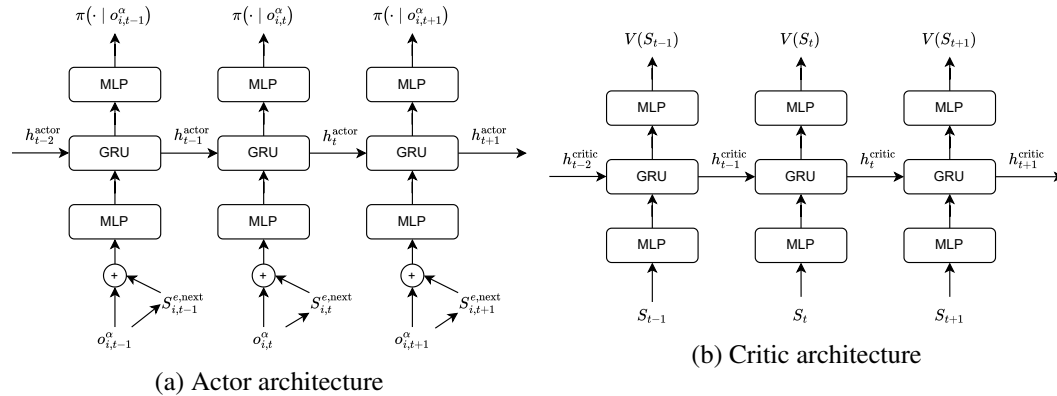 π(· | o^α_{i,t−1}) π(· | o^α_{i,t}) π(· | o^α_{i,t+1})
MLP MLP MLP
h^actor_{t−2} h^actor_{t−1} h^actor_t h^actor_{t+1}
GRU GRU GRU
MLP MLP MLP
+ + +
S^{e,next}_{i,t−1} S^{e,next}_{i,t} S^{e,next}_{i,t+1}
o^α_{i,t−1} o^α_{i,t} o^α_{i,t+1}
(a) Actor architecture
V(S_{t−1}) V(S_t) V(S_{t+1})
MLP MLP MLP
h^critic_{t−2} h^critic_{t−1} h^critic_t h^critic_{t+1}
GRU GRU GRU
MLP MLP MLP
S_{t−1} S_t S_{t+1}
(b) Critic architecture